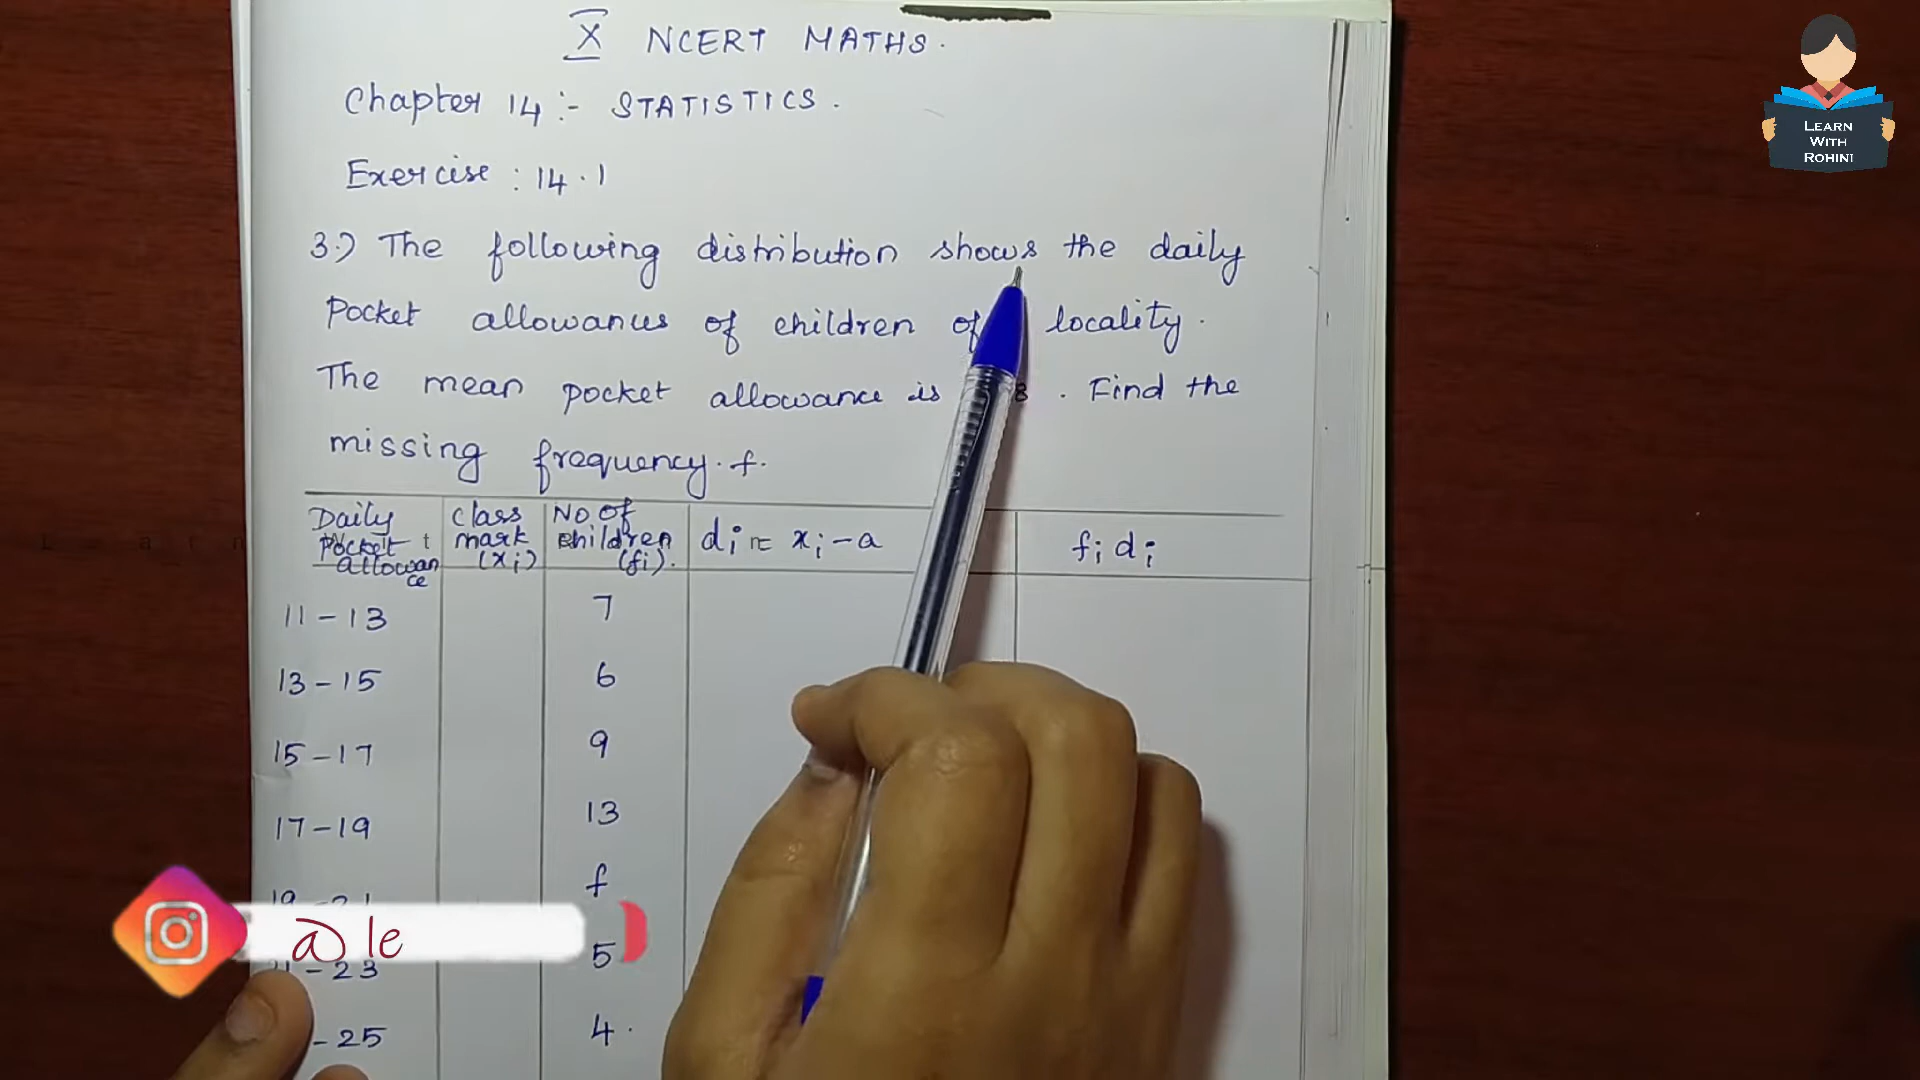 X NCERT MATHS.
Chapter 14 :- STATISTICS.
Exercise : 14.1
3.) The following distribution shows the daily
Pocket allowances of children of locality.
The mean pocket allowance is 8 . Find the
missing frequency. f.
Daily Pocket Allowance
Class mark (xi)
No of children (fi).
di = xi - a
fi di
11 - 13 7
13 - 15 6
15 - 17 9
17 - 19 13
19 - 21 f
- 23 5
- 25 4.
@le
LEARN
WITH
ROHINI